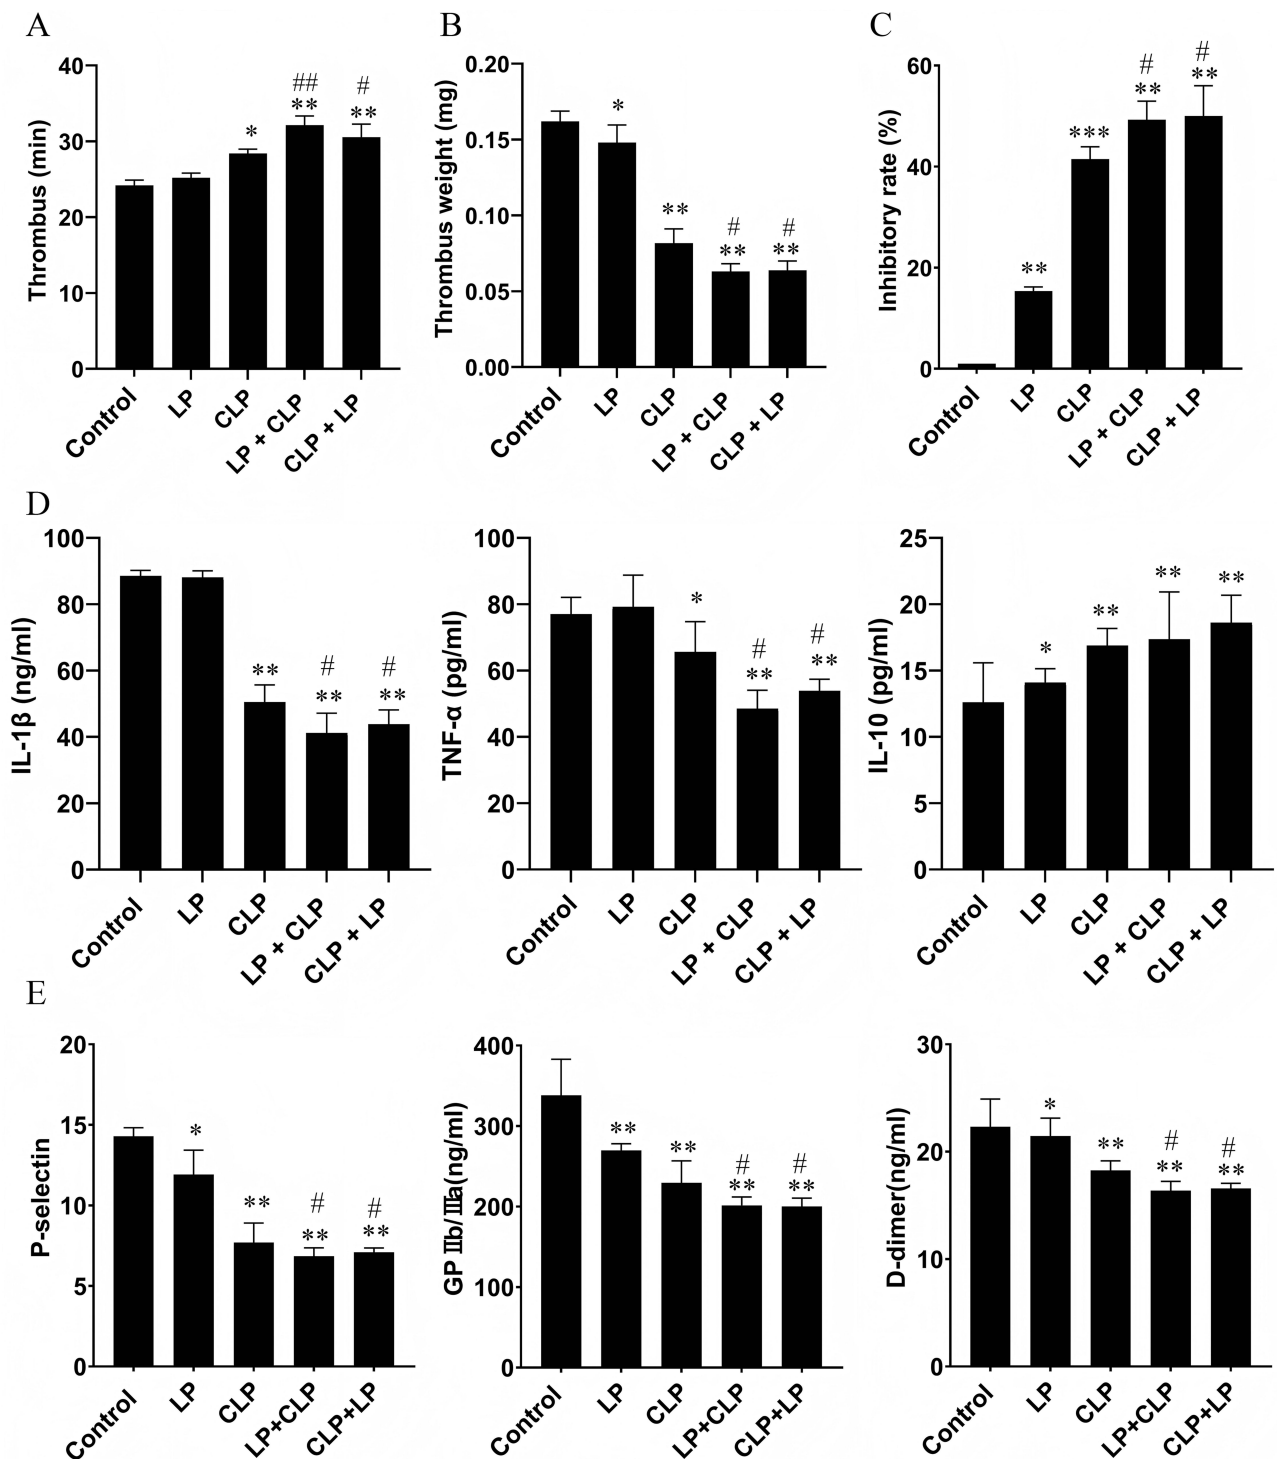 A
Thrombus (min)
40
30
20
10
0
*
##
**
#
**
Control
LP
CLP
LP + CLP
CLP + LP
B
Thrombus weight (mg)
0.20
0.15
0.10
0.05
0.00
*
**
#
**
#
**
Control
LP
CLP
LP + CLP
CLP + LP
C
Inhibitory rate (%)
60
40
20
0
**
***
#
**
#
**
Control
LP
CLP
LP + CLP
CLP + LP
D
IL-1β (ng/ml)
100
80
60
40
20
0
**
#
**
#
**
Control
LP
CLP
LP + CLP
CLP + LP
TNF-α (pg/ml)
100
80
60
40
20
0
*
#
**
#
**
Control
LP
CLP
LP + CLP
CLP + LP
IL-10 (pg/ml)
25
20
15
10
5
0
*
**
**
**
Control
LP
CLP
LP + CLP
CLP + LP
E
P-selectin
20
15
10
5
0
*
**
#
**
#
**
Control
LP
CLP
LP+CLP
CLP+LP
GP Ⅱb/Ⅲa(ng/ml)
400
300
200
100
0
**
**
#
**
#
**
Control
LP
CLP
LP+CLP
CLP+LP
D-dimer(ng/ml)
30
20
10
0
*
**
#
**
#
**
Control
LP
CLP
LP+CLP
CLP+LP